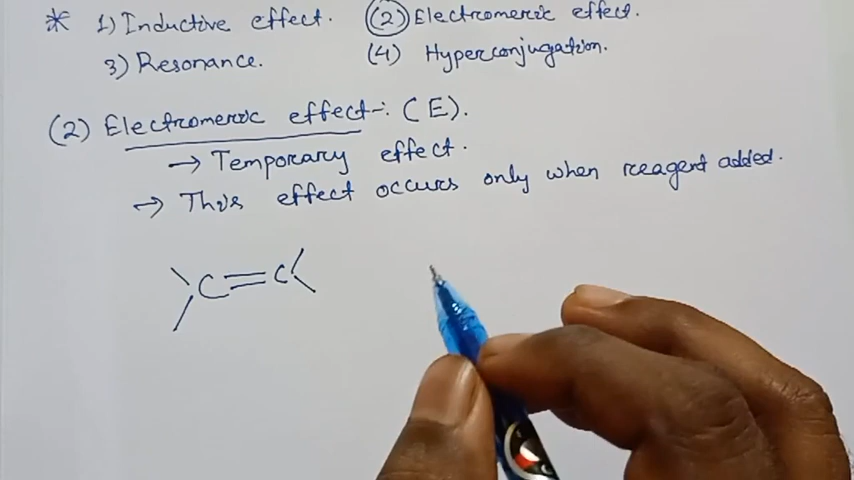 * 1) Inductive effect. (2) Electromeric effect.
3) Resonance. (4) Hyperconjugation.
(2) Electromeric effect-: (E).
→ Temporary effect.
→ This effect occurs only when reagent added.
C=C